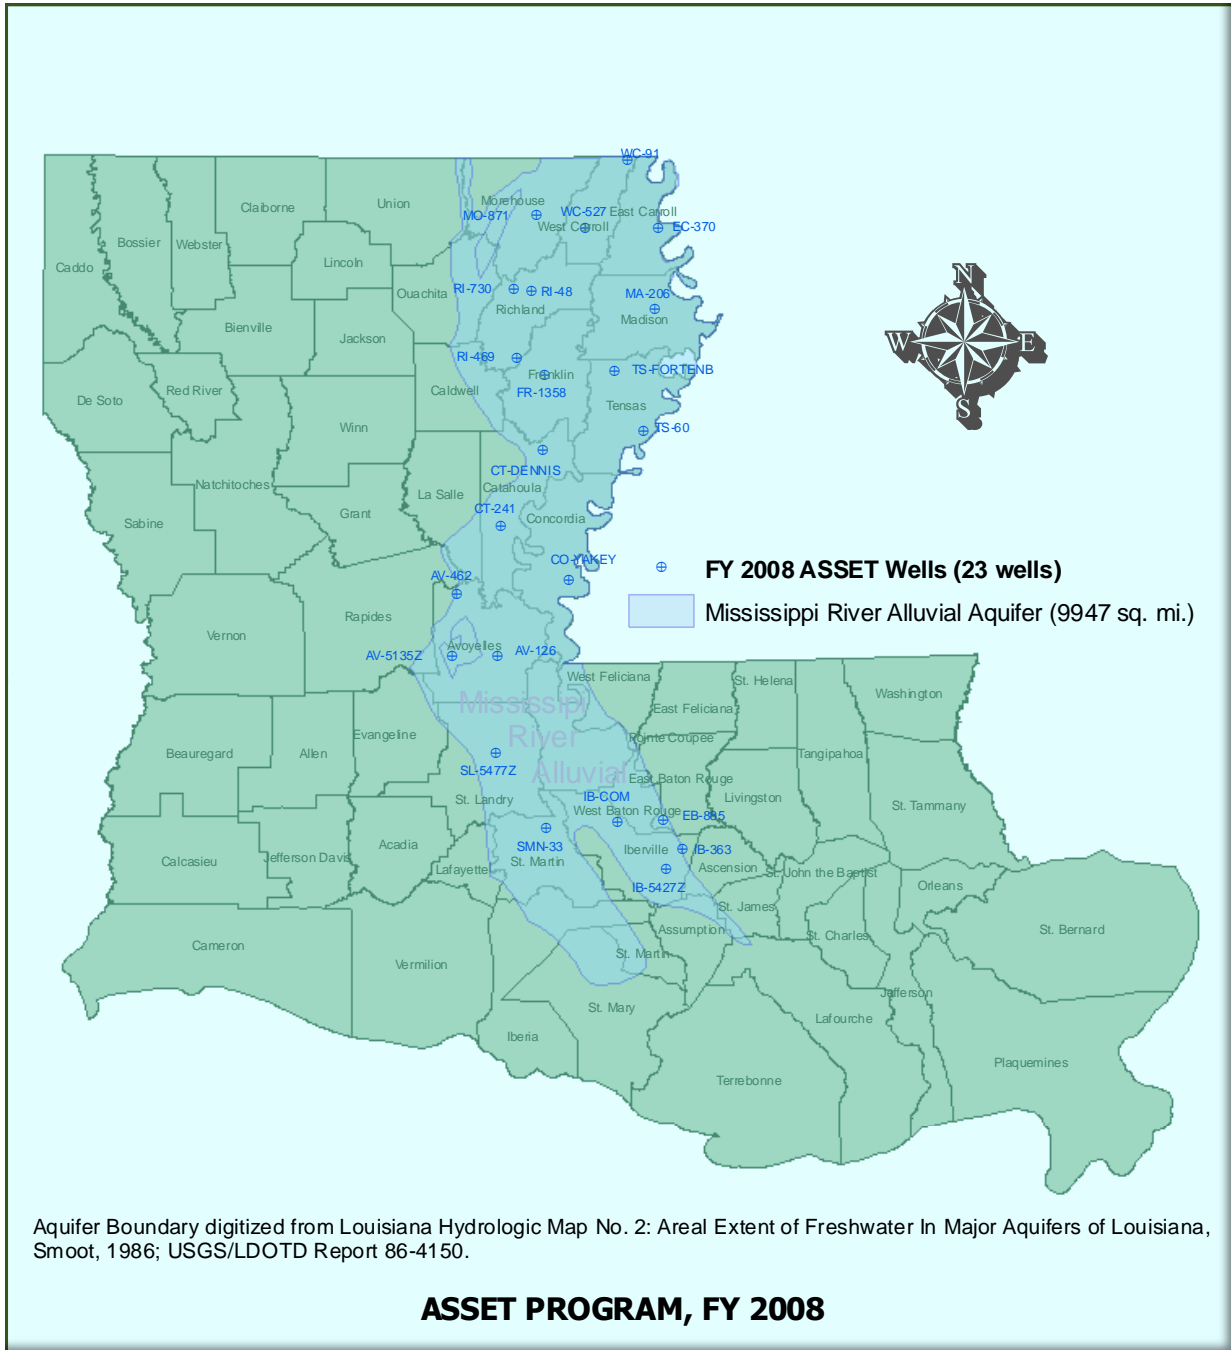 WC-91
Morehouse
MO-871
WC-527
East Carroll
West Carroll
EC-370
Claiborne
Union
Bossier
Webster
Caddo
Lincoln
Ouachita
RI-730
RI-48
Richland
MA-206
Madison
Bienville
Jackson
N
W
E
S
RI-469
Franklin
FR-1358
TS-FORTENB
Caldwell
Tensas
TS-60
De Soto
Red River
Winn
CT-DENNIS
Catahoula
Natchitoches
La Salle
CT-241
Concordia
Sabine
Grant
CO-YAKEY
AV-462
FY 2008 ASSET Wells (23 wells)
Mississippi River Alluvial Aquifer (9947 sq. mi.)
Rapides
Vernon
Avoyelles
AV-5135Z
AV-126
West Feliciana
St. Helena
Washington
East Feliciana
Mississippi
River
Alluvial
Pointe Coupee
Evangeline
Beauregard
Allen
Tangipahoa
SL-5477Z
East Baton Rouge
St. Landry
IB-COM
Livingston
St. Tammany
West Baton Rouge
EB-885
SMN-33
St. Martin
Acadia
Jefferson Davis
Calcasieu
Lafayette
Iberville
IB-363
Ascension
St. John the Baptist
IB-5427Z
Orleans
St. James
Assumption
St. Charles
St. Bernard
Cameron
Vermilion
St. Martin
Jefferson
St. Mary
Lafourche
Iberia
Plaquemines
Terrebonne
Aquifer Boundary digitized from Louisiana Hydrologic Map No. 2: Areal Extent of Freshwater In Major Aquifers of Louisiana,
Smoot, 1986; USGS/LDOTD Report 86-4150.
ASSET PROGRAM, FY 2008